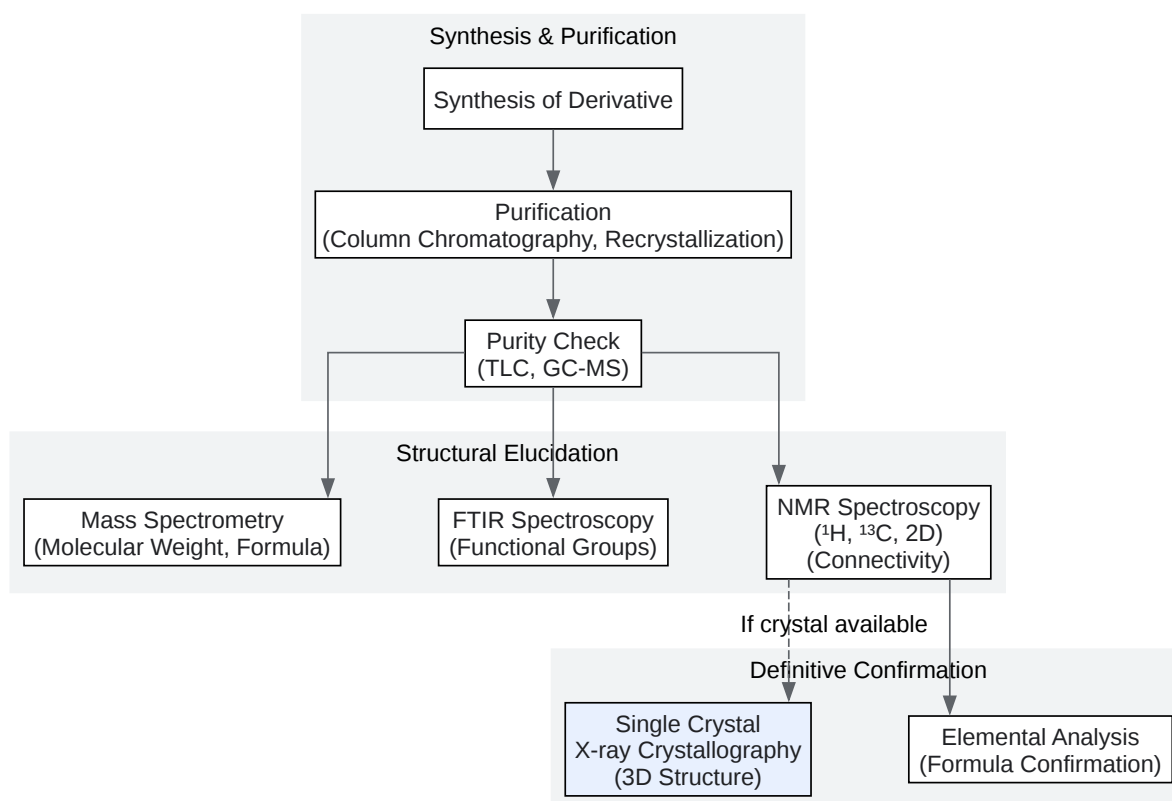 Synthesis & Purification
Synthesis of Derivative
Purification
(Column Chromatography, Recrystallization)
Purity Check
(TLC, GC-MS)
Structural Elucidation
Mass Spectrometry
(Molecular Weight, Formula)
FTIR Spectroscopy
(Functional Groups)
NMR Spectroscopy
(¹H, ¹³C, 2D)
(Connectivity)
If crystal available
Definitive Confirmation
Single Crystal
X-ray Crystallography
(3D Structure)
Elemental Analysis
(Formula Confirmation)